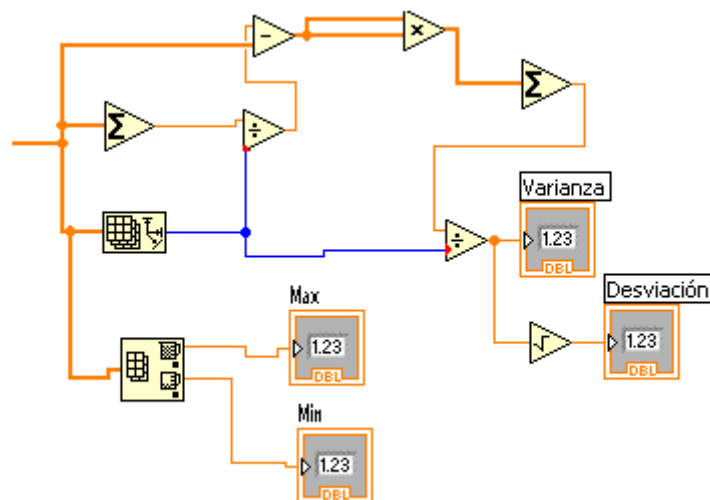 Varianza
1.23
DBL
Desviación
1.23
DBL
Max
1.23
DBL
Min
1.23
DBL